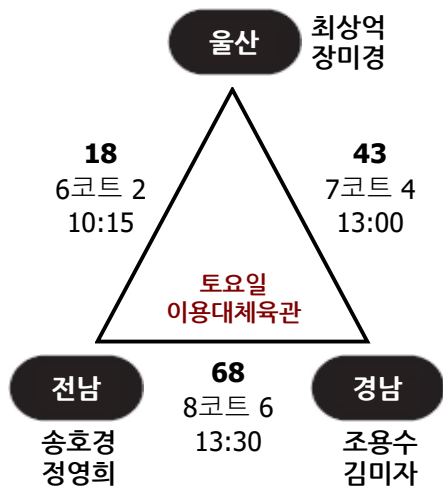 울산
최상억
장미경
18
6코트 2
10:15
43
7코트 4
13:00
토요일
이용대체육관
전남
송호경
정영희
68
8코트 6
13:30
경남
조용수
김미자